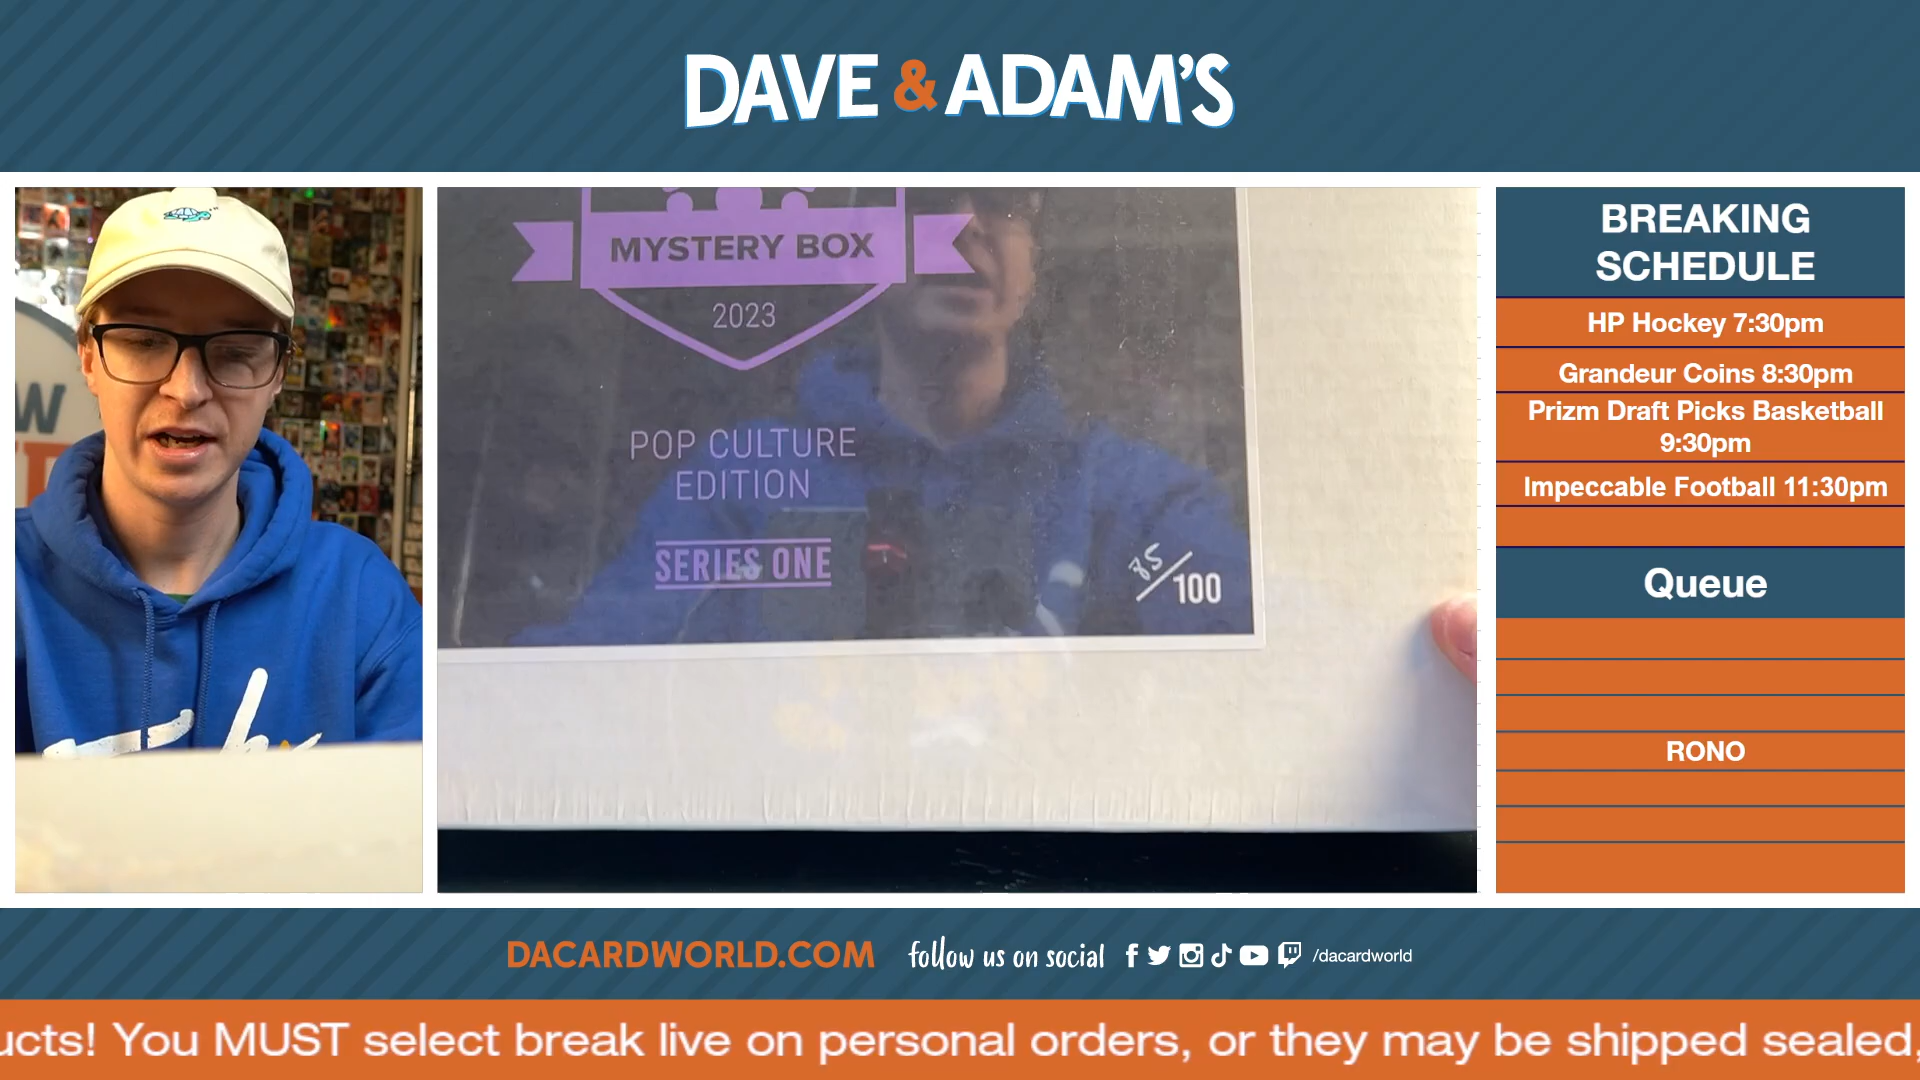 DAVE & ADAM'S
W
MYSTERY BOX
2023
POP CULTURE
EDITION
SERIES ONE
85/100
BREAKING
SCHEDULE
HP Hockey 7:30pm
Grandeur Coins 8:30pm
Prizm Draft Picks Basketball
9:30pm
Impeccable Football 11:30pm
Queue
RONO
DACARDWORLD.COM follow us on social /dacardworld
ucts! You MUST select break live on personal orders, or they may be shipped sealed,